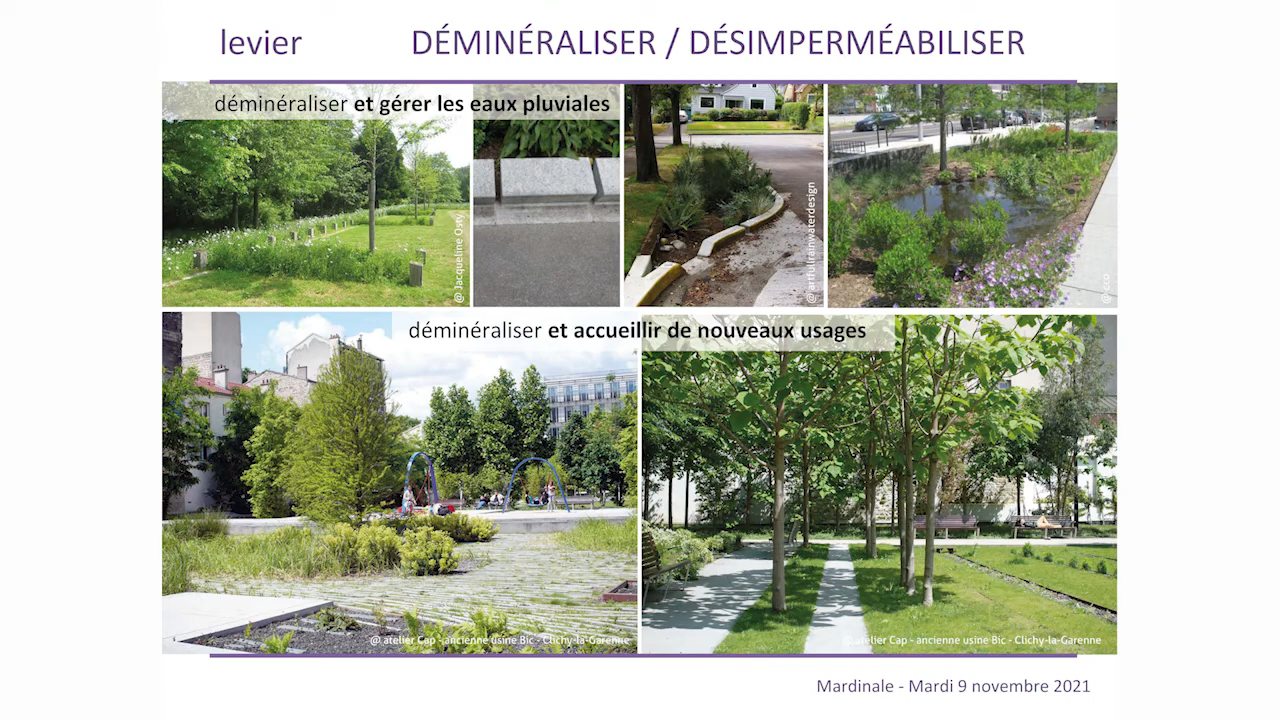 levier
DÉMINÉRALISER / DÉSIMPERMÉABILISER
déminéraliser et gérer les eaux pluviales
@ Jacqueline Osty
@ artfullrainwaterdesign
@ cco
déminéraliser et accueillir de nouveaux usages
@ atelier Cap - ancienne usine Bic - Clichy-la-Garenne
@ atelier Cap - ancienne usine Bic - Clichy-la-Garenne
Mardinale - Mardi 9 novembre 2021